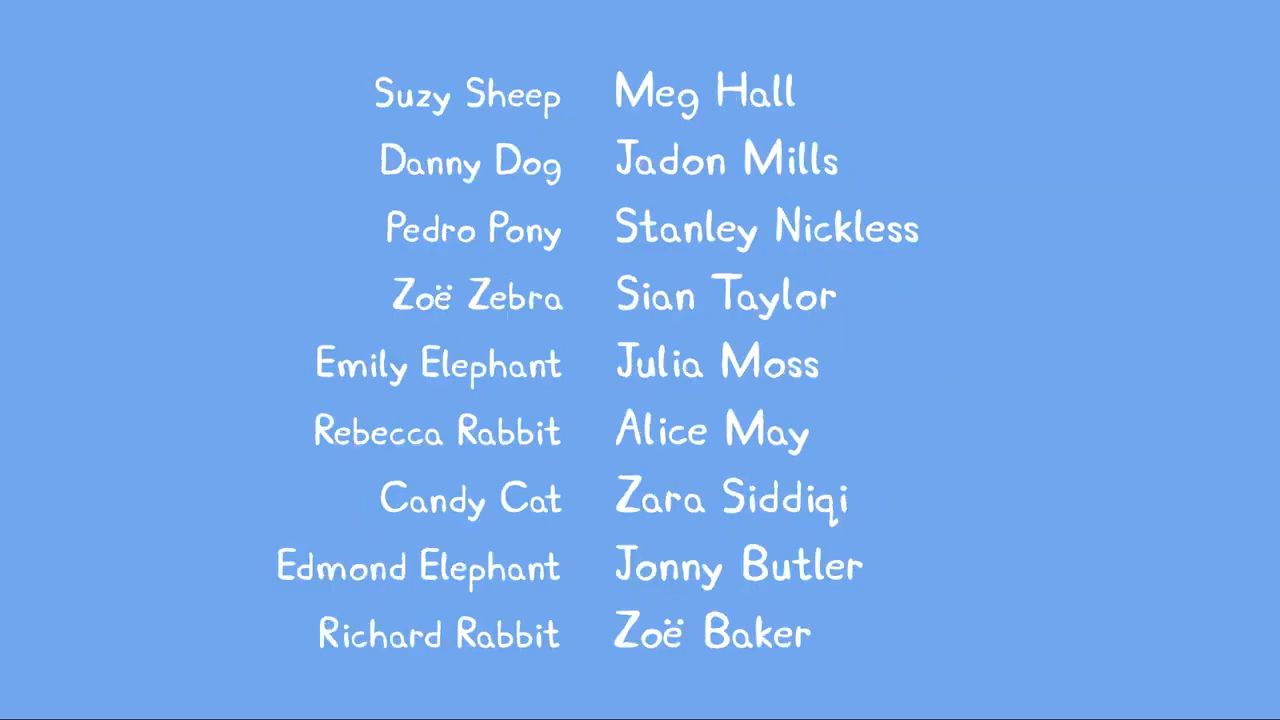 Suzy Sheep Meg Hall
Danny Dog Jadon Mills
Pedro Pony Stanley Nickless
Zoë Zebra Sian Taylor
Emily Elephant Julia Moss
Rebecca Rabbit Alice May
Candy Cat Zara Siddiqi
Edmond Elephant Jonny Butler
Richard Rabbit Zoë Baker